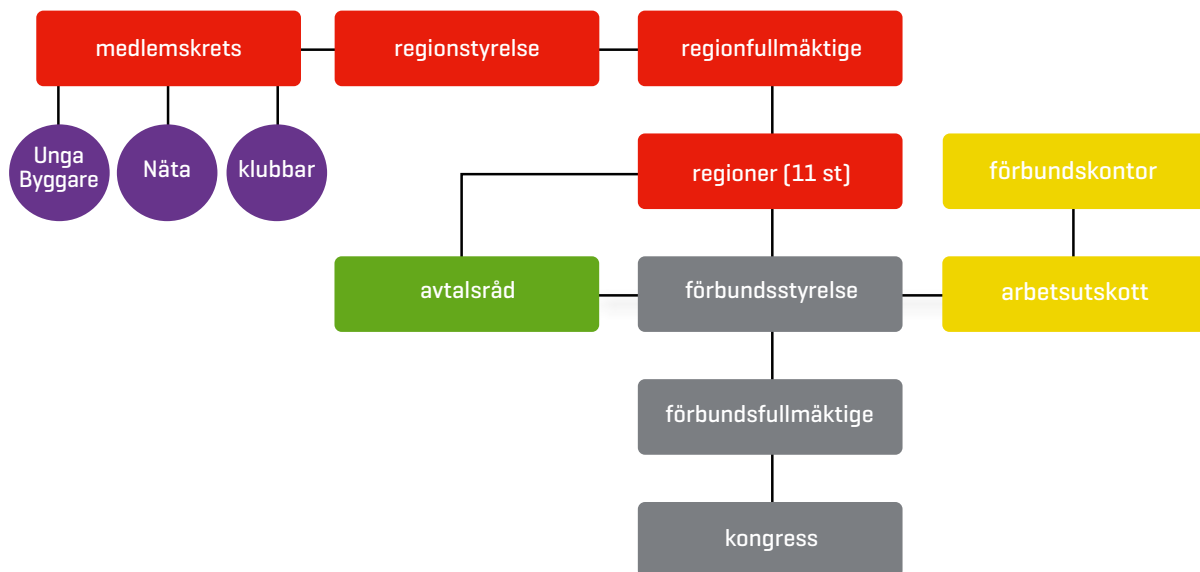 medlemskrets
regionstyrelse
regionfullmäktige
Unga
Byggare
Näta
klubbar
regioner (11 st)
förbundskontor
avtalsråd
förbundsstyrelse
arbetsutskott
förbundsfullmäktige
kongress